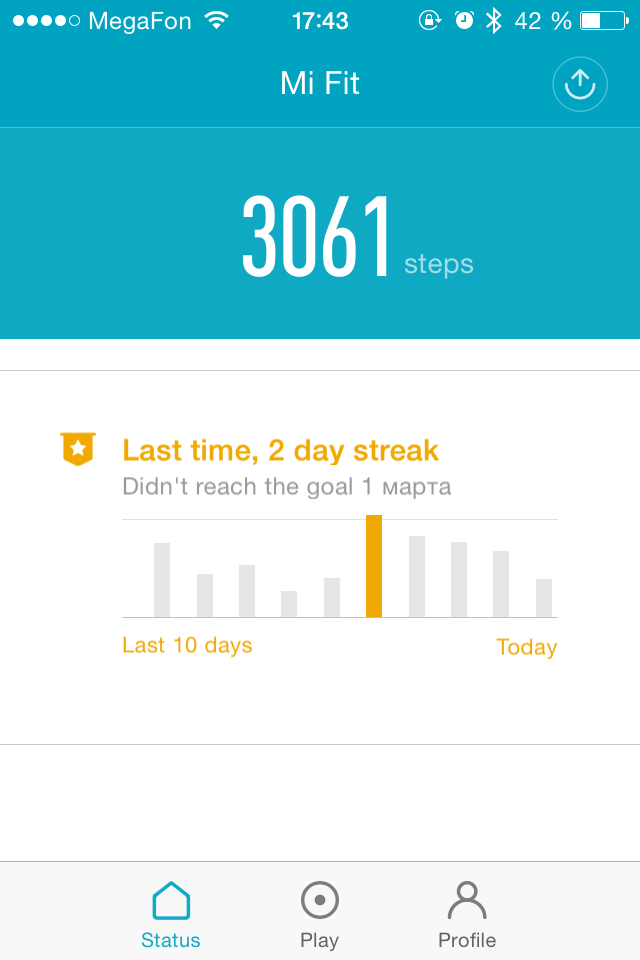 MegaFon 17:43 42 %
Mi Fit
3061 steps
Last time, 2 day streak
Didn't reach the goal 1 марта
Last 10 days Today
Status Play Profile